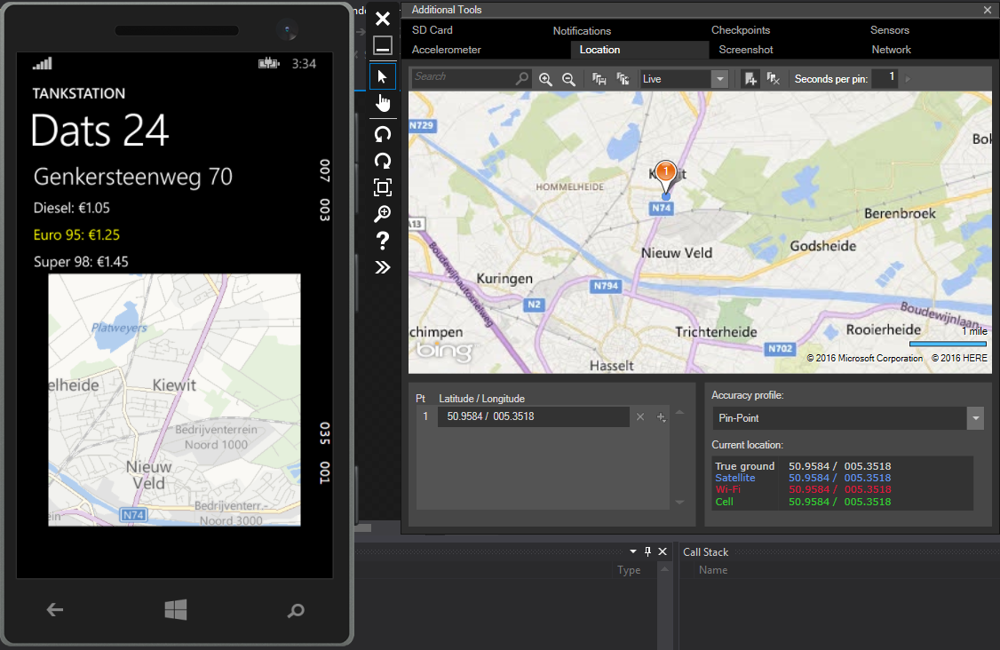 3:34
TANKSTATION
Dats 24
Genkersteenweg 70
Diesel: €1.05
Euro 95: €1.25
Super 98: €1.45
Platweyers
elheide
Kiewit
Bedrijventerrein
Noord 1000
Nieuw
Veld
N74
Bedrijventerr.-
Noord 3000
ein
007
003
035
001
?
Additional Tools
SD Card
Notifications
Checkpoints
Sensors
Accelerometer
Location
Screenshot
Network
Search
Live
Seconds per pin:
1
N729
Bok
1
HOMMELHEIDE
N74
Berenbroek
A13
Godsheide
Nieuw Veld
Boudewijnautosnelweg
Kuringen
N794
N2
Boudewijnlaan
Trichterheide
Rooierheide
chimpen
1 mile
bing
N702
© 2016 Microsoft Corporation © 2016 HERE
Hasselt
Pt Latitude / Longitude
1 50.9584 / 005.3518
Accuracy profile:
Pin-Point
Current location:
True ground 50.9584 / 005.3518
Satellite 50.9584 / 005.3518
Wi-Fi 50.9584 / 005.3518
Cell 50.9584 / 005.3518
Type
Call Stack
Name